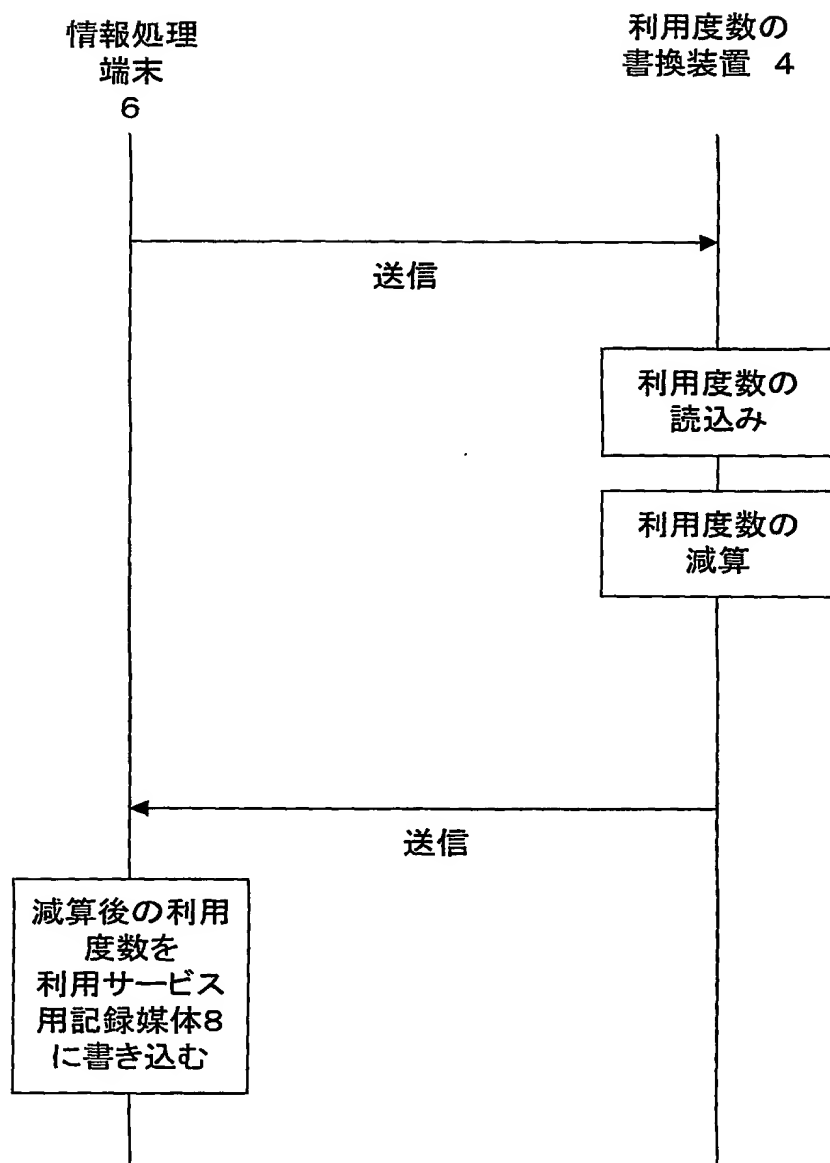 情報処理
端末
6
利用度数の
書換装置 4
送信
利用度数の
読込み
利用度数の
減算
送信
減算後の利用
度数を
利用サービス
用記録媒体8
に書き込む